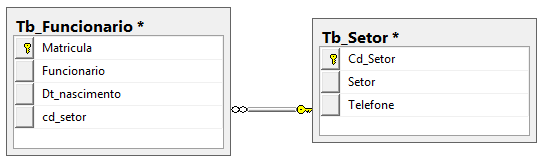 Tb_Funcionario *
Matricula
Funcionario
Dt_nascimento
cd_setor
Tb_Setor *
Cd_Setor
Setor
Telefone